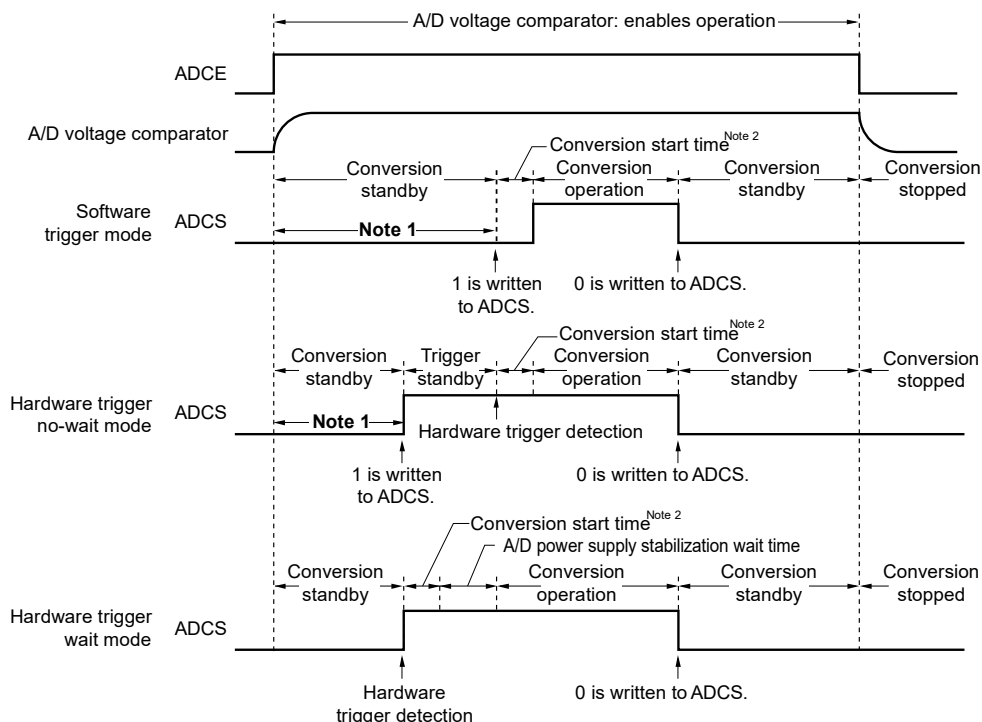 A/D voltage comparator: enables operation
ADCE
A/D voltage comparator
Conversion start time Note 2
Conversion standby
Conversion operation
Conversion standby
Conversion stopped
Software trigger mode
ADCS
Note 1
1 is written to ADCS.
0 is written to ADCS.
Conversion start time Note 2
Conversion standby
Trigger standby
Conversion operation
Conversion standby
Conversion stopped
Hardware trigger no-wait mode
ADCS
Note 1
Hardware trigger detection
1 is written to ADCS.
0 is written to ADCS.
Conversion start time Note 2
A/D power supply stabilization wait time
Conversion standby
Conversion operation
Conversion standby
Conversion stopped
Hardware trigger wait mode
ADCS
Hardware trigger detection
0 is written to ADCS.